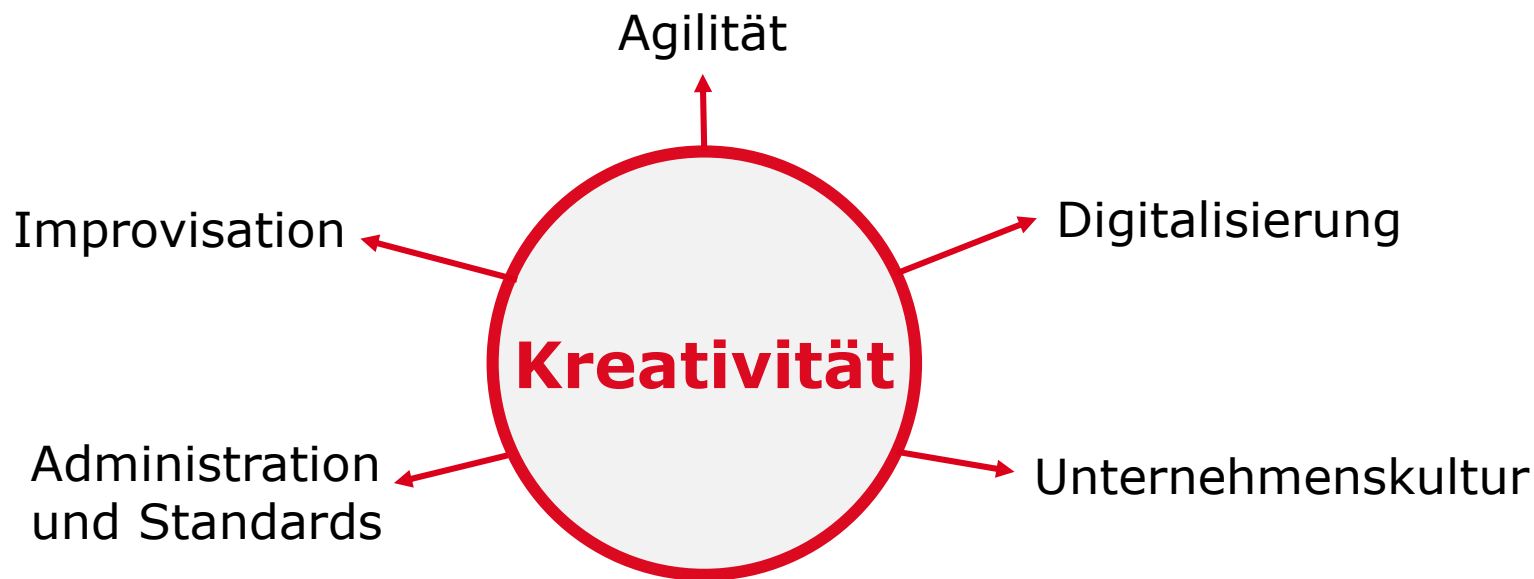 Agilität
Improvisation
Digitalisierung
Kreativität
Administration
und Standards
Unternehmenskultur